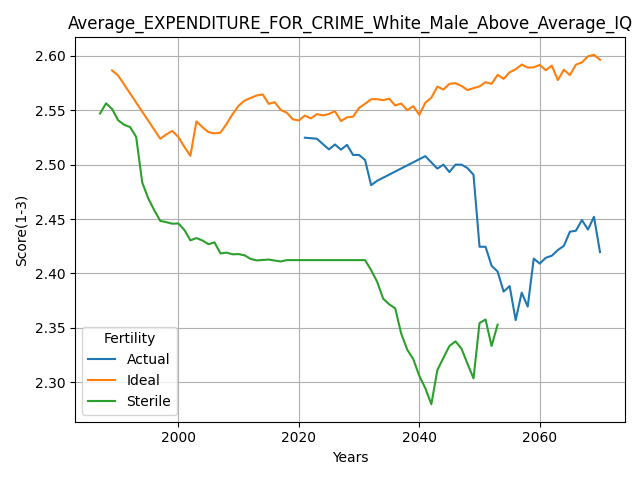 Average_EXPENDITURE_FOR_CRIME_White_Male_Above_Average_IQ
2.60
2.55
2.50
2.45
2.40
2.35
2.30
Score(1-3)
Fertility
Actual
Ideal
Sterile
2000
2020
2040
2060
Years